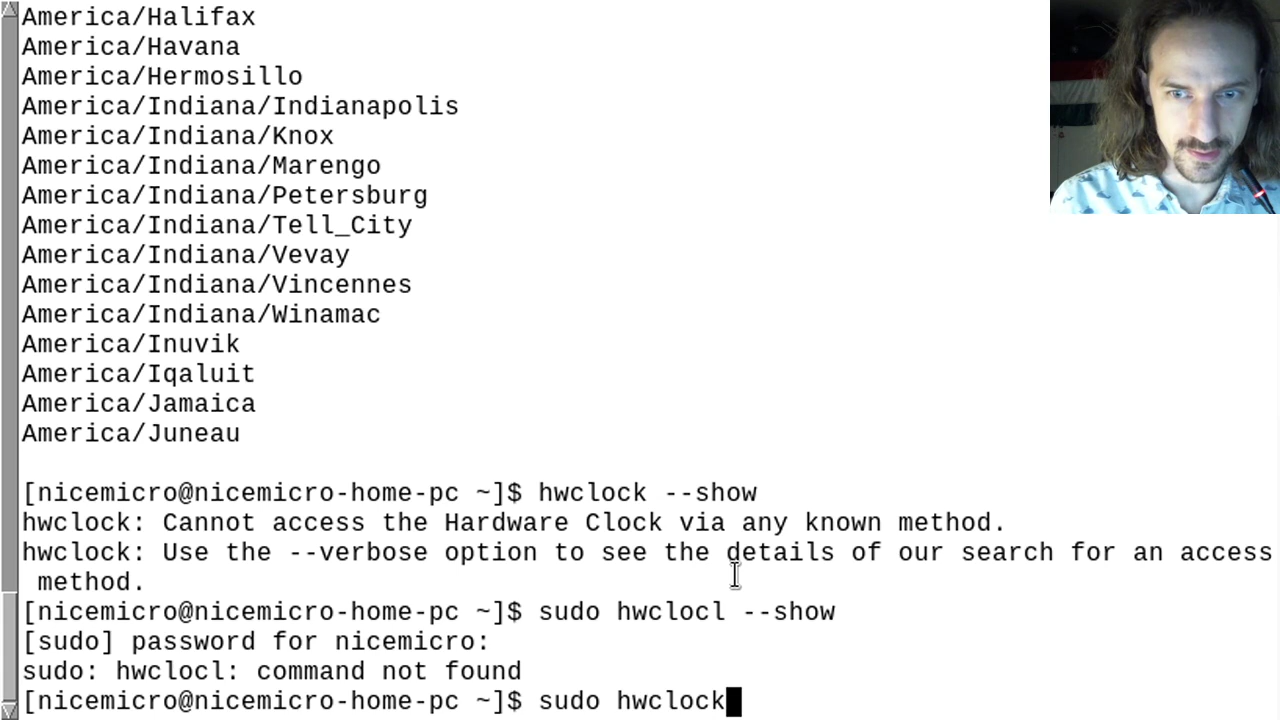 America/Halifax
America/Havana
America/Hermosillo
America/Indiana/Indianapolis
America/Indiana/Knox
America/Indiana/Marengo
America/Indiana/Petersburg
America/Indiana/Tell_City
America/Indiana/Vevay
America/Indiana/Vincennes
America/Indiana/Winamac
America/Inuvik
America/Iqaluit
America/Jamaica
America/Juneau
[nicemicro@nicemicro-home-pc ~]$ hwclock --show
hwclock: Cannot access the Hardware Clock via any known method.
hwclock: Use the --verbose option to see the details of our search for an access
 method.
[nicemicro@nicemicro-home-pc ~]$ sudo hwclocl --show
[sudo] password for nicemicro:
sudo: hwclocl: command not found
[nicemicro@nicemicro-home-pc ~]$ sudo hwclock